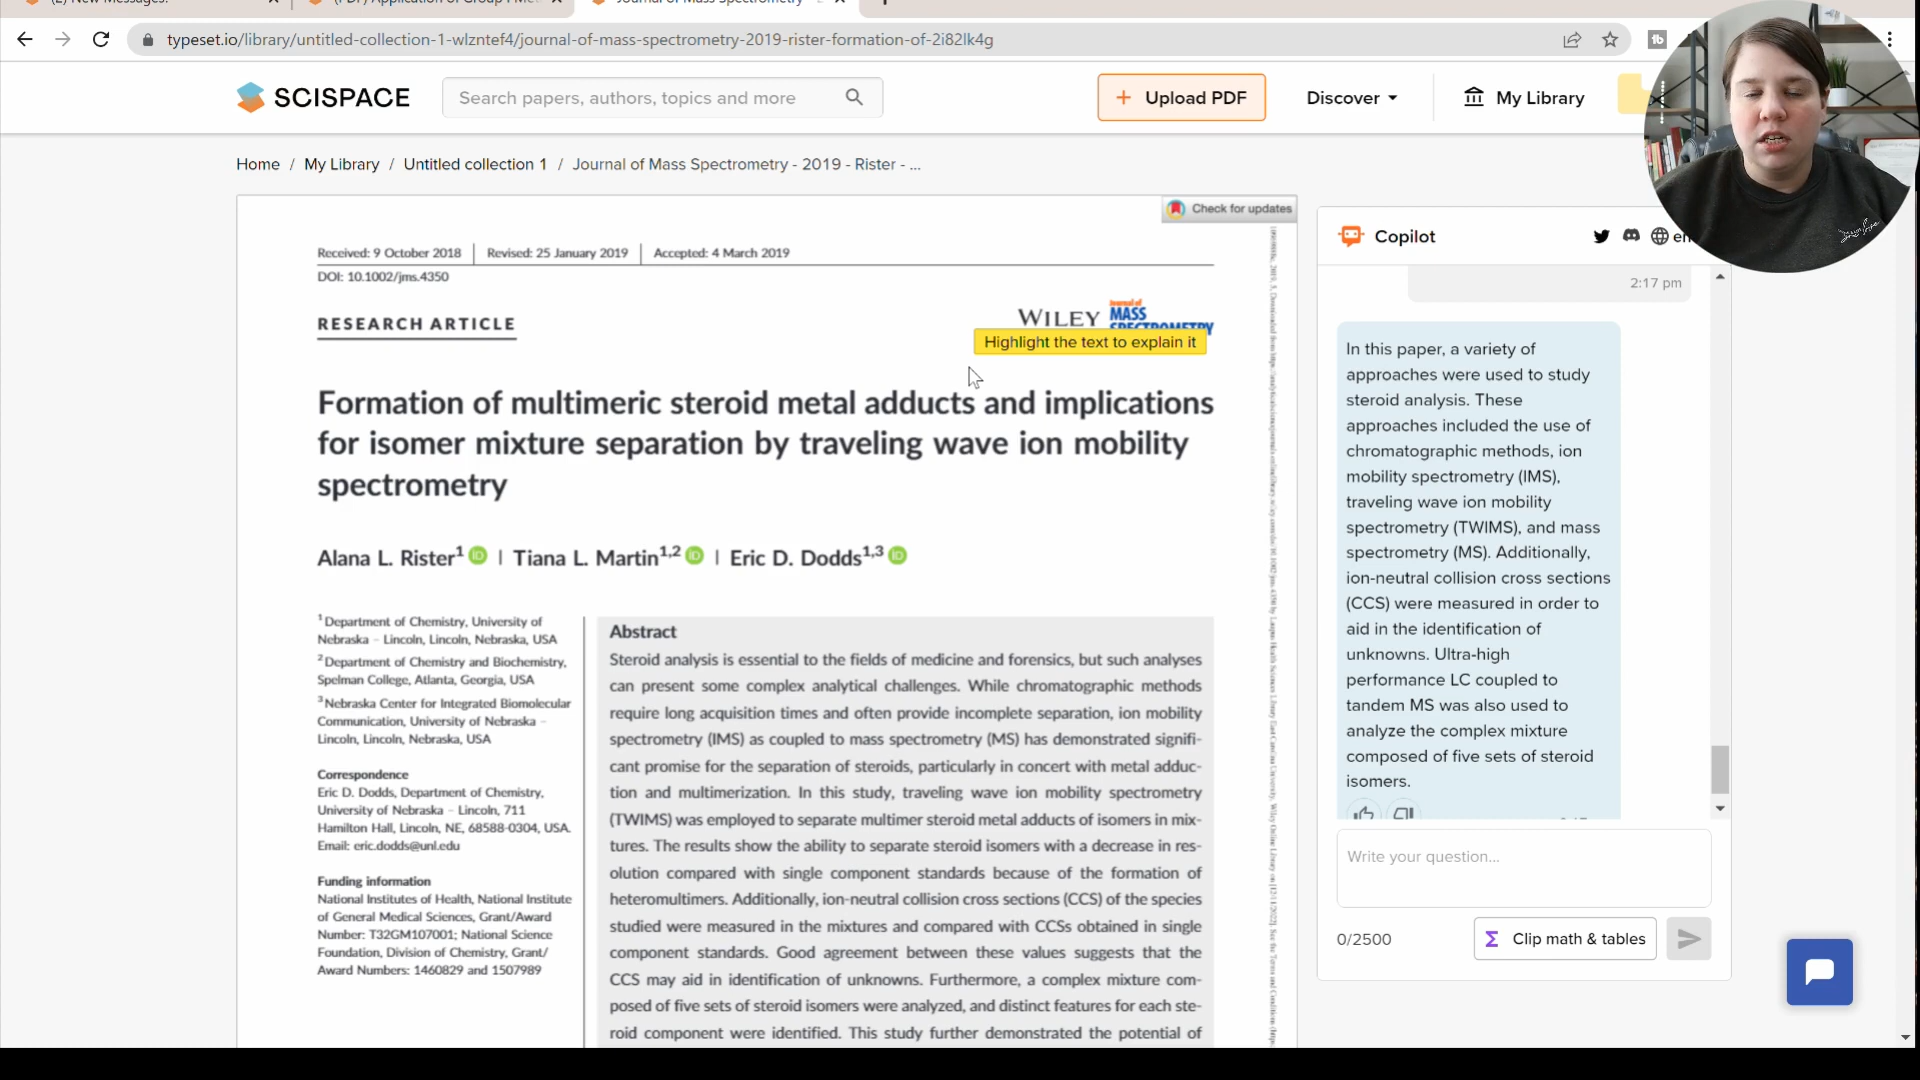 (2) New Messages!
(PDF) Application of Group I Me
Journal of Mass Spectrometry -
typeset.io/library/untitled-collection-1-wlzntef4/journal-of-mass-spectrometry-2019-rister-formation-of-2i82lk4g
tb
SCISPACE
Search papers, authors, topics and more
+ Upload PDF
Discover
My Library
Home / My Library / Untitled collection 1 / Journal of Mass Spectrometry - 2019 - Rister - ...
Check for updates
Received: 9 October 2018 | Revised: 25 January 2019 | Accepted: 4 March 2019
DOI: 10.1002/jms.4350
RESEARCH ARTICLE
WILEY Journal of MASS SPECTROMETRY
Highlight the text to explain it
Formation of multimeric steroid metal adducts and implications
for isomer mixture separation by traveling wave ion mobility
spectrometry
Alana L. Rister1 iD | Tiana L. Martin1,2 iD | Eric D. Dodds1,3 iD
1Department of Chemistry, University of
Nebraska – Lincoln, Lincoln, Nebraska, USA
2Department of Chemistry and Biochemistry,
Spelman College, Atlanta, Georgia, USA
3Nebraska Center for Integrated Biomolecular
Communication, University of Nebraska –
Lincoln, Lincoln, Nebraska, USA
Correspondence
Eric D. Dodds, Department of Chemistry,
University of Nebraska – Lincoln, 711
Hamilton Hall, Lincoln, NE, 68588-0304, USA.
Email: eric.dodds@unl.edu
Funding information
National Institutes of Health, National Institute
of General Medical Sciences, Grant/Award
Number: T32GM107001; National Science
Foundation, Division of Chemistry, Grant/
Award Numbers: 1460829 and 1507989
Abstract
Steroid analysis is essential to the fields of medicine and forensics, but such analyses
can present some complex analytical challenges. While chromatographic methods
require long acquisition times and often provide incomplete separation, ion mobility
spectrometry (IMS) as coupled to mass spectrometry (MS) has demonstrated signifi-
cant promise for the separation of steroids, particularly in concert with metal adduc-
tion and multimerization. In this study, traveling wave ion mobility spectrometry
(TWIMS) was employed to separate multimer steroid metal adducts of isomers in mix-
tures. The results show the ability to separate steroid isomers with a decrease in res-
olution compared with single component standards because of the formation of
heteromultimers. Additionally, ion-neutral collision cross sections (CCS) of the species
studied were measured in the mixtures and compared with CCSs obtained in single
component standards. Good agreement between these values suggests that the
CCS may aid in identification of unknowns. Furthermore, a complex mixture com-
posed of five sets of steroid isomers were analyzed, and distinct features for each ste-
roid component were identified. This study further demonstrated the potential of
Copilot
en
2:17 pm
In this paper, a variety of
approaches were used to study
steroid analysis. These
approaches included the use of
chromatographic methods, ion
mobility spectrometry (IMS),
traveling wave ion mobility
spectrometry (TWIMS), and mass
spectrometry (MS). Additionally,
ion-neutral collision cross sections
(CCS) were measured in order to
aid in the identification of
unknowns. Ultra-high
performance LC coupled to
tandem MS was also used to
analyze the complex mixture
composed of five sets of steroid
isomers.
Write your question...
0/2500
Σ Clip math & tables